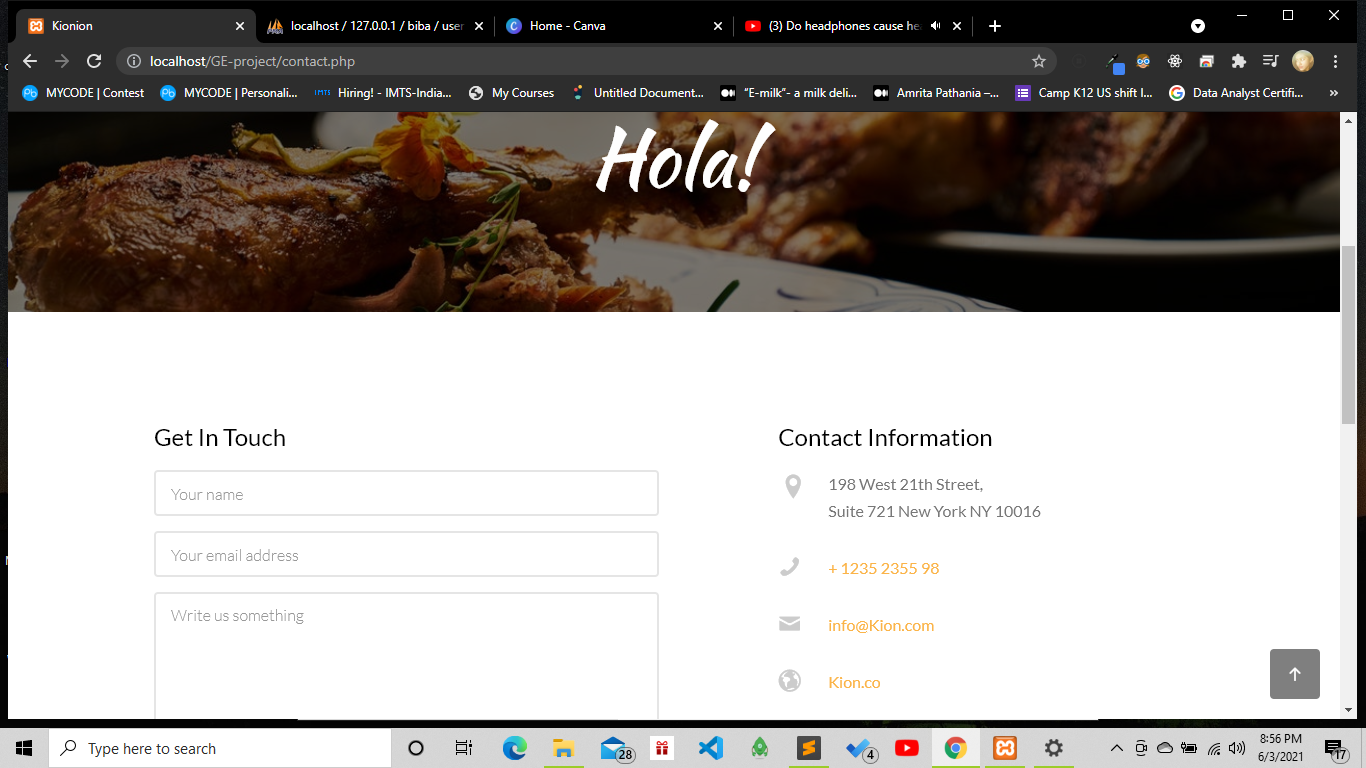 Kionion
localhost / 127.0.0.1 / biba / user
Home - Canva
(3) Do headphones cause he
localhost/GE-project/contact.php
MYCODE | Contest
MYCODE | Personali...
IMTS
Hiring! - IMTS-India...
My Courses
Untitled Document...
“E-milk”- a milk deli...
Amrita Pathania –...
Camp K12 US shift I...
Data Analyst Certifi...
»
Hola!
Get In Touch
Your name
Your email address
Write us something
Contact Information
198 West 21th Street,
Suite 721 New York NY 10016
+ 1235 2355 98
info@Kion.com
Kion.co
Type here to search
28
4
8:56 PM
6/3/2021
17